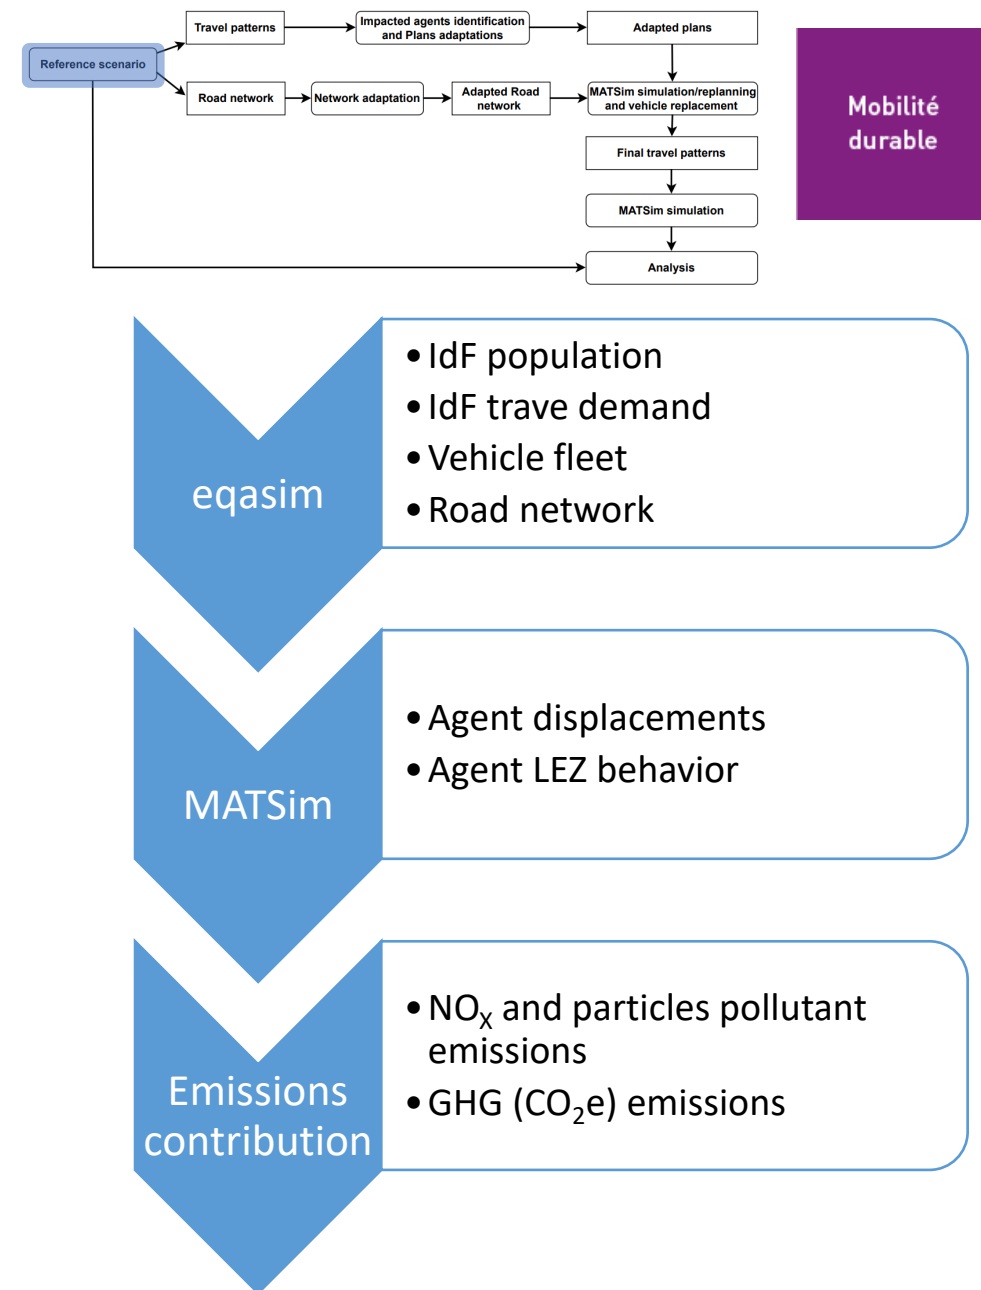 Travel patterns
Impacted agents identification
and Plans adaptations
Adapted plans
Reference scenario
Road network
Network adaptation
Adapted Road
network
MATSim simulation/replanning
and vehicle replacement
Final travel patterns
MATSim simulation
Analysis
Mobilité
durable
eqasim
• IdF population
• IdF trave demand
• Vehicle fleet
• Road network
MATSim
• Agent displacements
• Agent LEZ behavior
Emissions
contribution
• NOX and particles pollutant
emissions
• GHG (CO2e) emissions